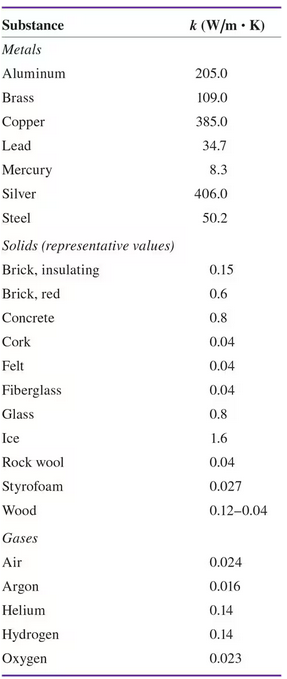 Substance k (W/m · K)
Metals
Aluminum 205.0
Brass 109.0
Copper 385.0
Lead 34.7
Mercury 8.3
Silver 406.0
Steel 50.2
Solids (representative values)
Brick, insulating 0.15
Brick, red 0.6
Concrete 0.8
Cork 0.04
Felt 0.04
Fiberglass 0.04
Glass 0.8
Ice 1.6
Rock wool 0.04
Styrofoam 0.027
Wood 0.12–0.04
Gases
Air 0.024
Argon 0.016
Helium 0.14
Hydrogen 0.14
Oxygen 0.023